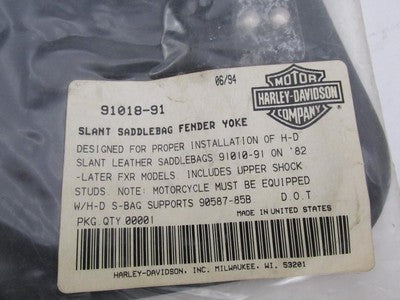 06/94
91018-91
MOTOR
HARLEY-DAVIDSON
COMPANY
SLANT SADDLEBAG FENDER YOKE
DESIGNED FOR PROPER INSTALLATION OF H-D
SLANT LEATHER SADDLEBAGS 91010-91 ON '82
-LATER FXR MODELS. INCLUDES UPPER SHOCK
STUDS. NOTE: MOTORCYCLE MUST BE EQUIPPED
W/H-D S-BAG SUPPORTS 90587-85B D.O.T
PKG.QTY 00001 MADE IN UNITED STATES
HARLEY-DAVIDSON, INC. MILWAUKEE, WI. 53201